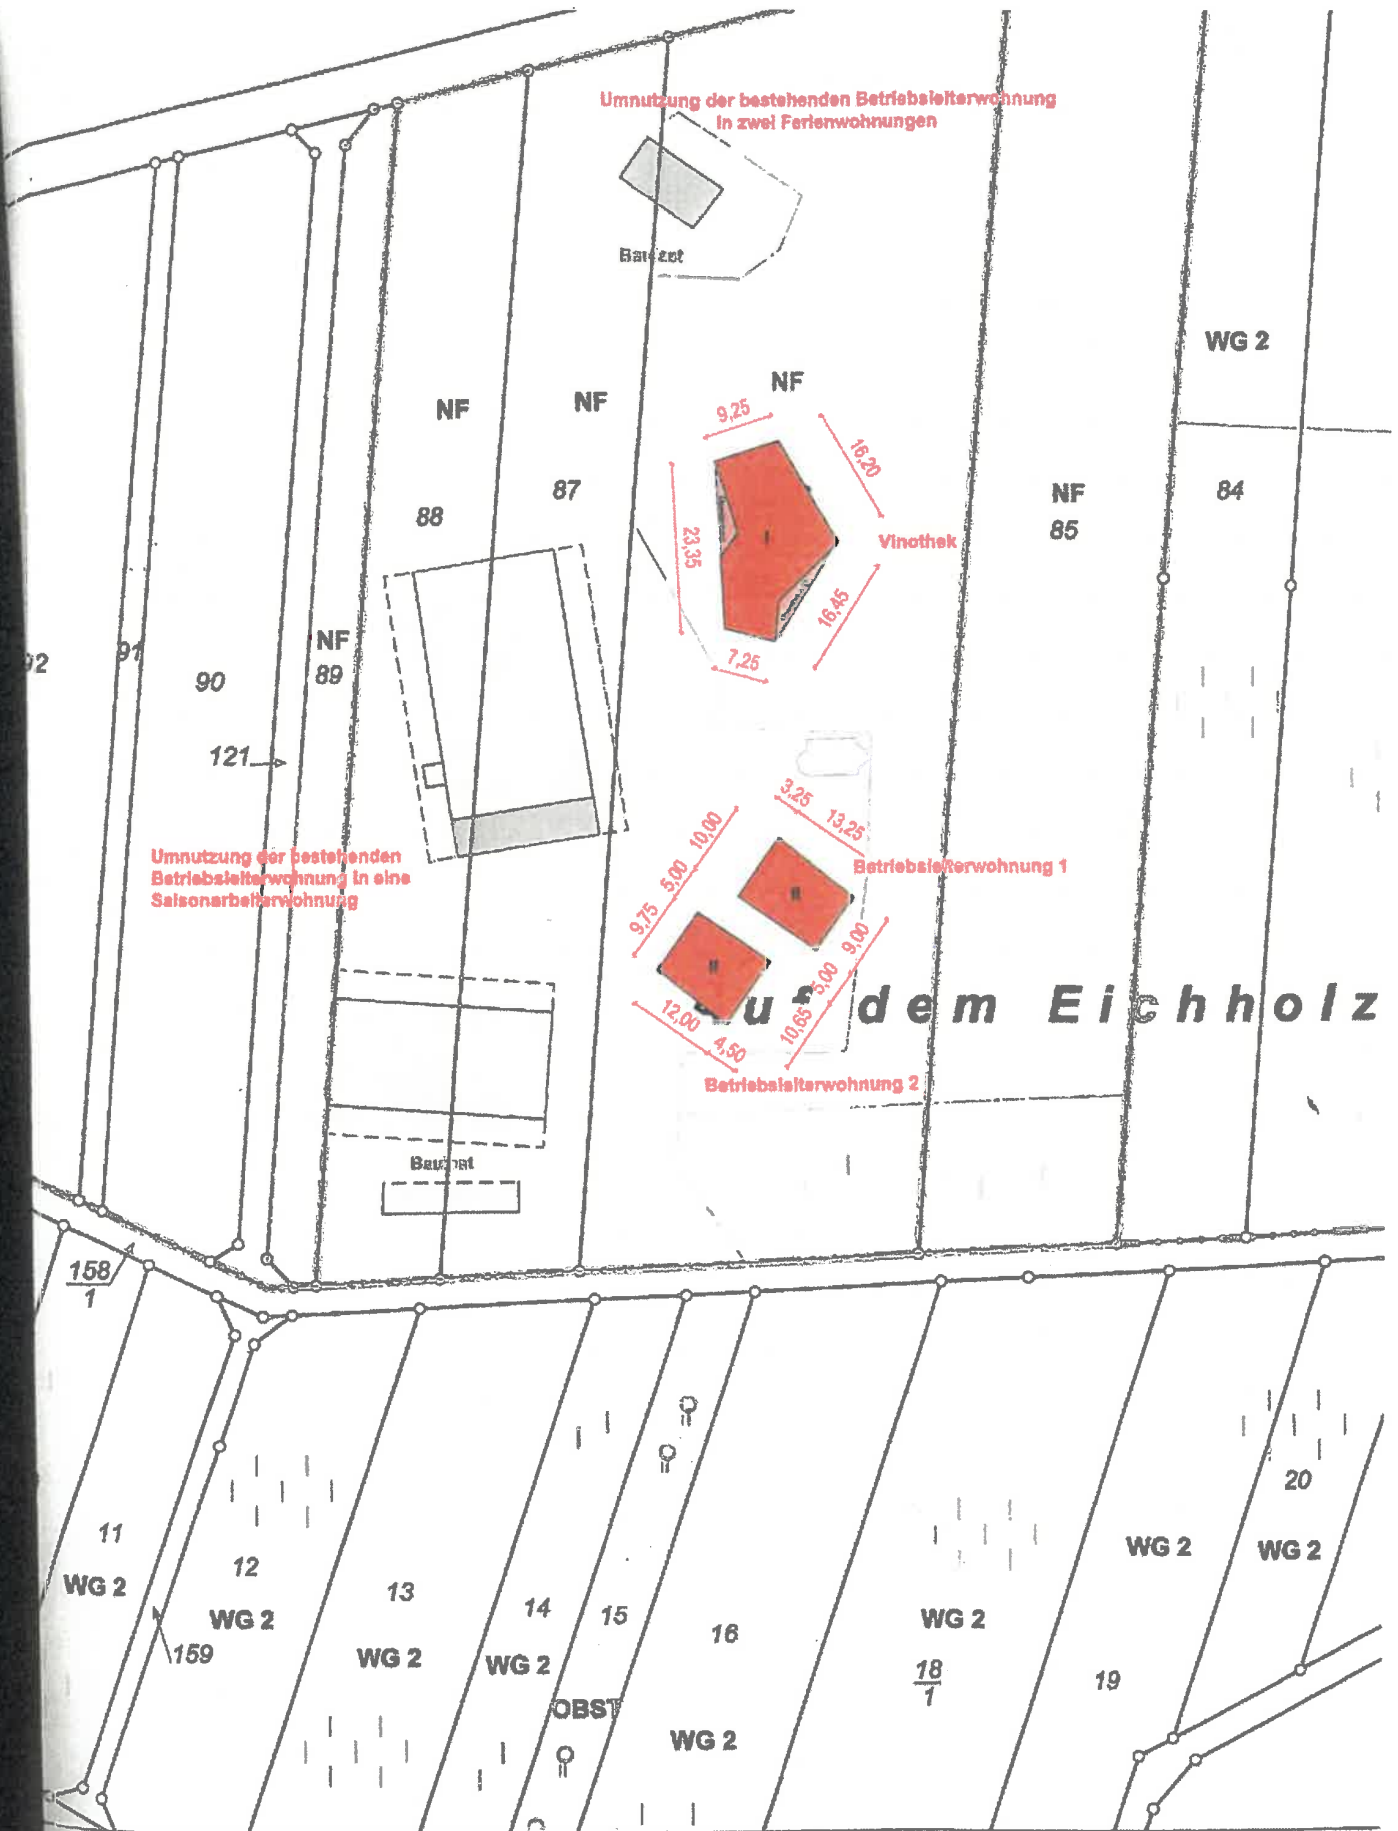 Umnutzung der bestehenden Betriebsleiterwohnung
in zwei Ferienwohnungen
WG 2
NF
NF
NF
9,25
16,20
88
87
NF
85
84
23,35
Vinothek
16,45
7,25
92
91
90
NF
89
121
3,25
13,25
10,00
5,00
9,75
Betriebsleiterwohnung 1
Umnutzung der bestehenden
Betriebsleiterwohnung in eine
Saisonarbeiterwohnung
II
II
9,00
5,00
10,65
dem Eichholz
12,00
4,50
Betriebsleiterwohnung 2
158
1
11
WG 2
12
WG 2
159
13
WG 2
14
WG 2
15
OBST
16
WG 2
WG 2
18
1
WG 2
19
20
WG 2